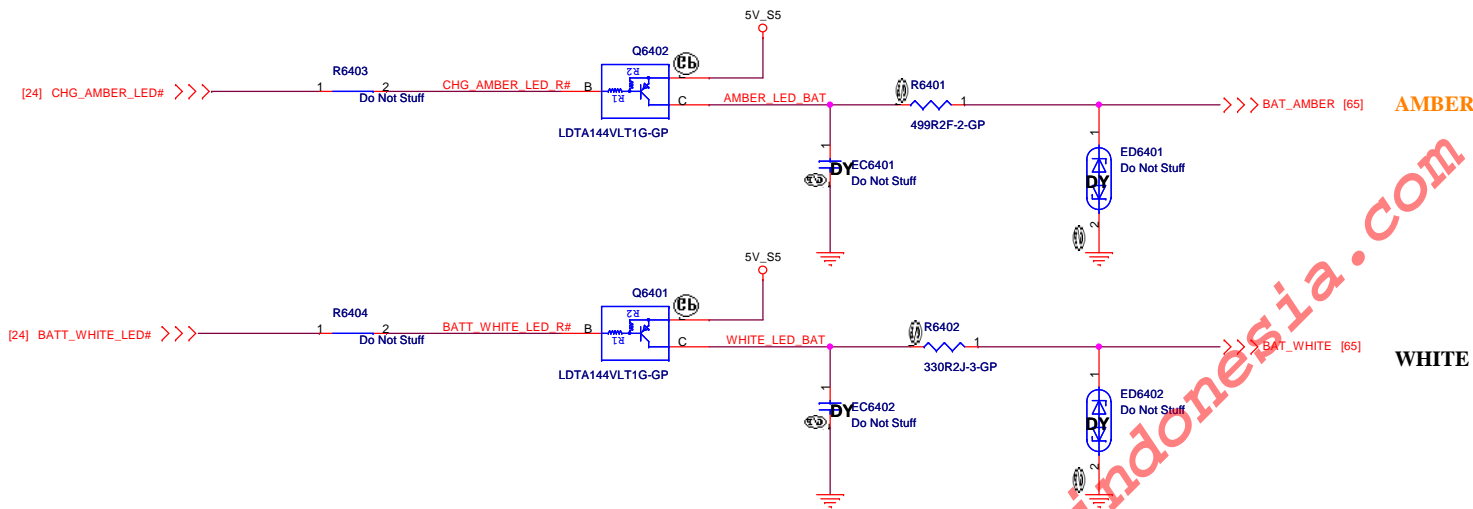 5V_S5
Q6402
R2
R1
E
R6403
[24] CHG_AMBER_LED#
1
2
Do Not Stuff
CHG_AMBER_LED_R#
B
C
AMBER_LED_BAT
LDTA144VLT1G-GP
R6401
1
499R2F-2-GP
BAT_AMBER [65]
AMBER
1
DY
EC6401
Do Not Stuff
1
DY
ED6401
Do Not Stuff
2
5V_S5
Q6401
R2
R1
R6404
[24] BATT_WHITE_LED#
1
2
Do Not Stuff
BATT_WHITE_LED_R#
B
C
WHITE_LED_BAT
LDTA144VLT1G-GP
R6402
1
330R2J-3-GP
BAT_WHITE [65]
WHITE
1
DY
EC6402
Do Not Stuff
1
DY
ED6402
Do Not Stuff
2
indonesia.com